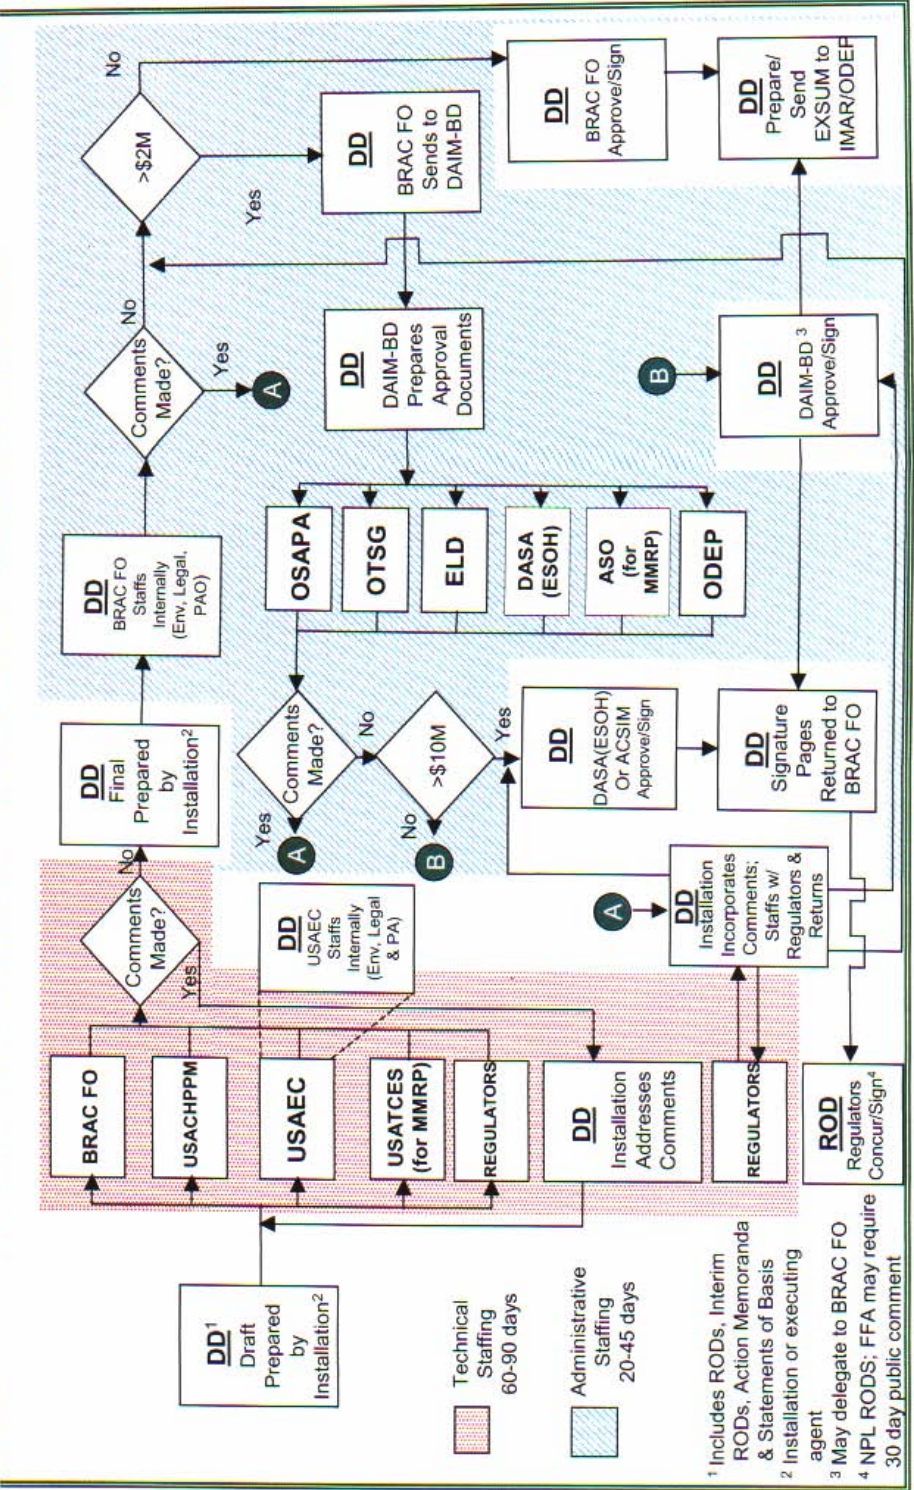 DD1
Draft
Prepared
by
Installation2
BRAC FO
USACHPPM
USAEC
USATCES
(for MMRP)
REGULATORS
DD
Installation
Addresses
Comments
REGULATORS
ROD
Regulators
Concur/Sign4
Comments
Made?
No
Yes
DD
USAEC
Staffs
Internally
(Env, Legal
& PA)
DD
Final
Prepared
by
Installation2
DD
BRAC FO
Staffs
Internally
(Env, Legal,
PAO)
Comments
Made?
No
Yes
A
>$2M
No
Yes
DD
BRAC FO
Sends to
DAIM-BD
DD
BRAC FO
Approve/Sign
DD
Prepare/
Send
EXSUM to
IMAR/ODEP
DD
DAIM-BD
Prepares
Approval
Documents
OSAPA
OTSG
ELD
DASA
(ESOH)
ASO
(for
MMRP)
ODEP
Comments
Made?
Yes
A
No
>$10M
No
B
Yes
DD
DASA(ESOH)
Or ACSIM
Approve/Sign
B
DD
DAIM-BD 3
Approve/Sign
DD
Signature
Pages
Returned to
BRAC FO
A
DD
Installation
Incorporates
Comments;
Staffs w/
Regulators &
Returns
Technical
Staffing
60-90 days
Administrative
Staffing
20-45 days
1 Includes RODs, Interim
RODs, Action Memoranda
& Statements of Basis
2 Installation or executing
agent
3 May delegate to BRAC FO
4 NPL RODS; FFA may require
30 day public comment